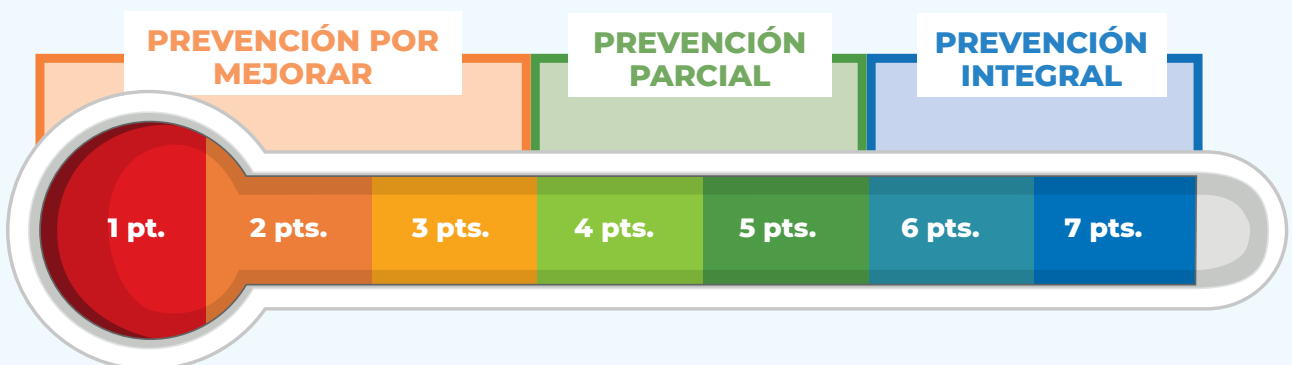 PREVENCIÓN POR
MEJORAR
PREVENCIÓN
PARCIAL
PREVENCIÓN
INTEGRAL
1 pt.
2 pts.
3 pts.
4 pts.
5 pts.
6 pts.
7 pts.